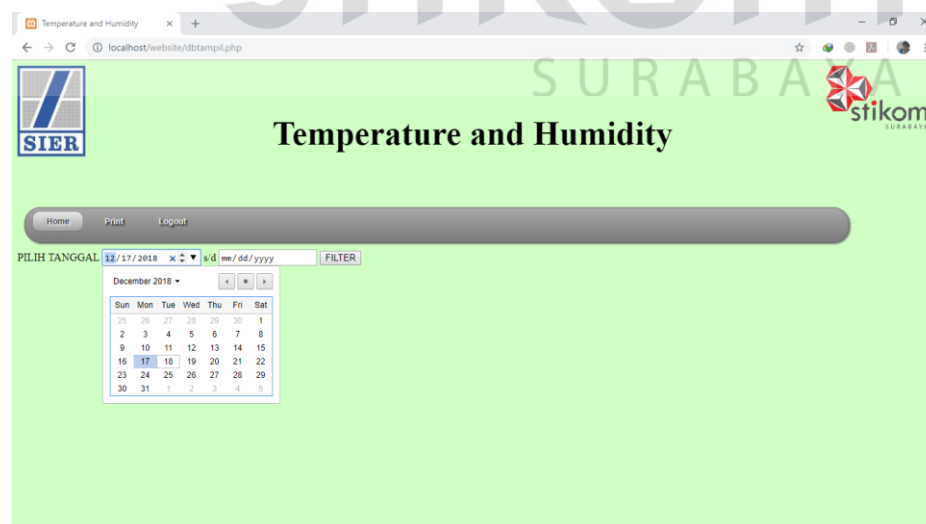 Temperature and Humidity
localhost/website/dbtampil.php
SURABAYA
SIER
stikom
SURABAYA
Temperature and Humidity
Home Print Logout
PILIH TANGGAL 12/17/2018 s/d mm/dd/yyyy FILTER
December 2018
Sun Mon Tue Wed Thu Fri Sat
25 26 27 28 29 30 1
2 3 4 5 6 7 8
9 10 11 12 13 14 15
16 17 18 19 20 21 22
23 24 25 26 27 28 29
30 31 1 2 3 4 5